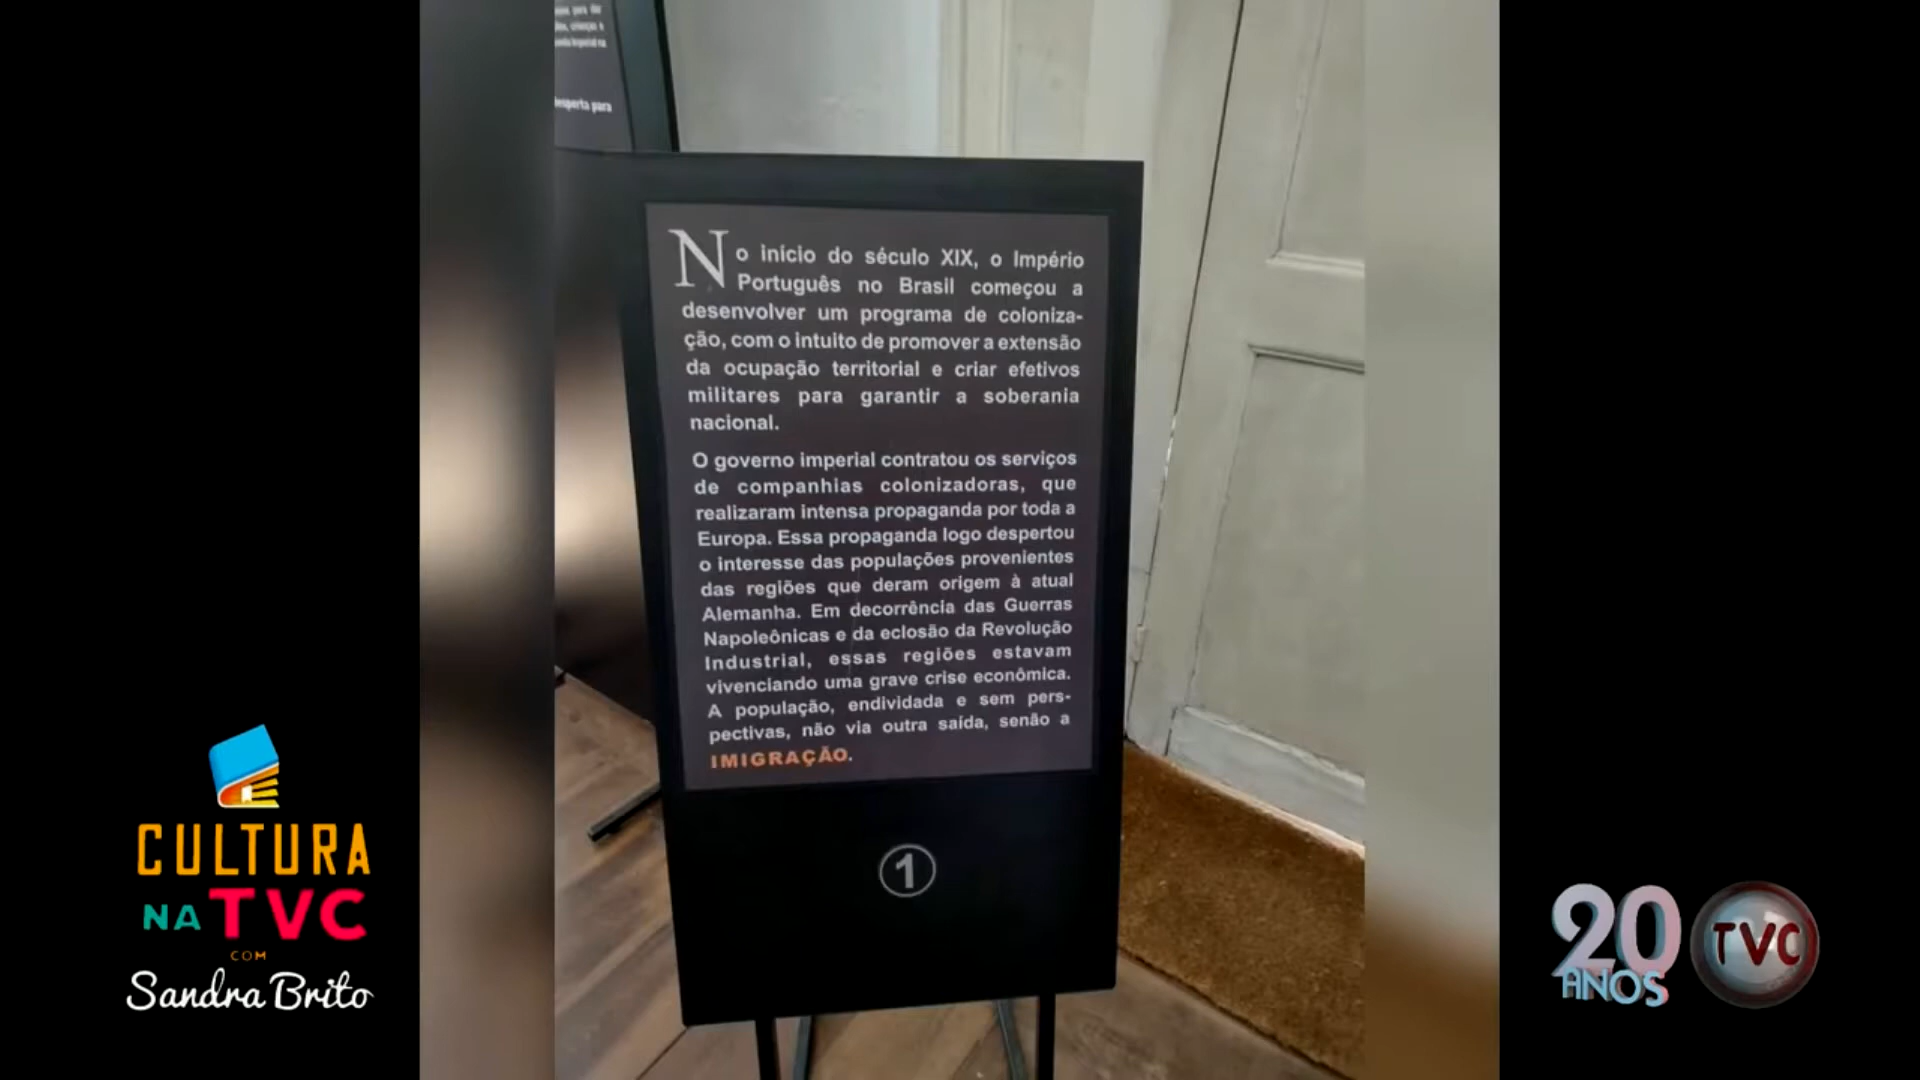 esperta para
No início do século XIX, o Império
Português no Brasil começou a
desenvolver um programa de coloniza-
ção, com o intuito de promover a extensão
da ocupação territorial e criar efetivos
militares para garantir a soberania
nacional.
O governo imperial contratou os serviços
de companhias colonizadoras, que
realizaram intensa propaganda por toda a
Europa. Essa propaganda logo despertou
o interesse das populações provenientes
das regiões que deram origem à atual
Alemanha. Em decorrência das Guerras
Napoleônicas e da eclosão da Revolução
Industrial, essas regiões estavam
vivenciando uma grave crise econômica.
A população, endividada e sem pers-
pectivas, não via outra saída, senão a
IMIGRAÇÃO.
1
CULTURA
NA TVC
COM
Sandra Brito
20
ANOS
TVC